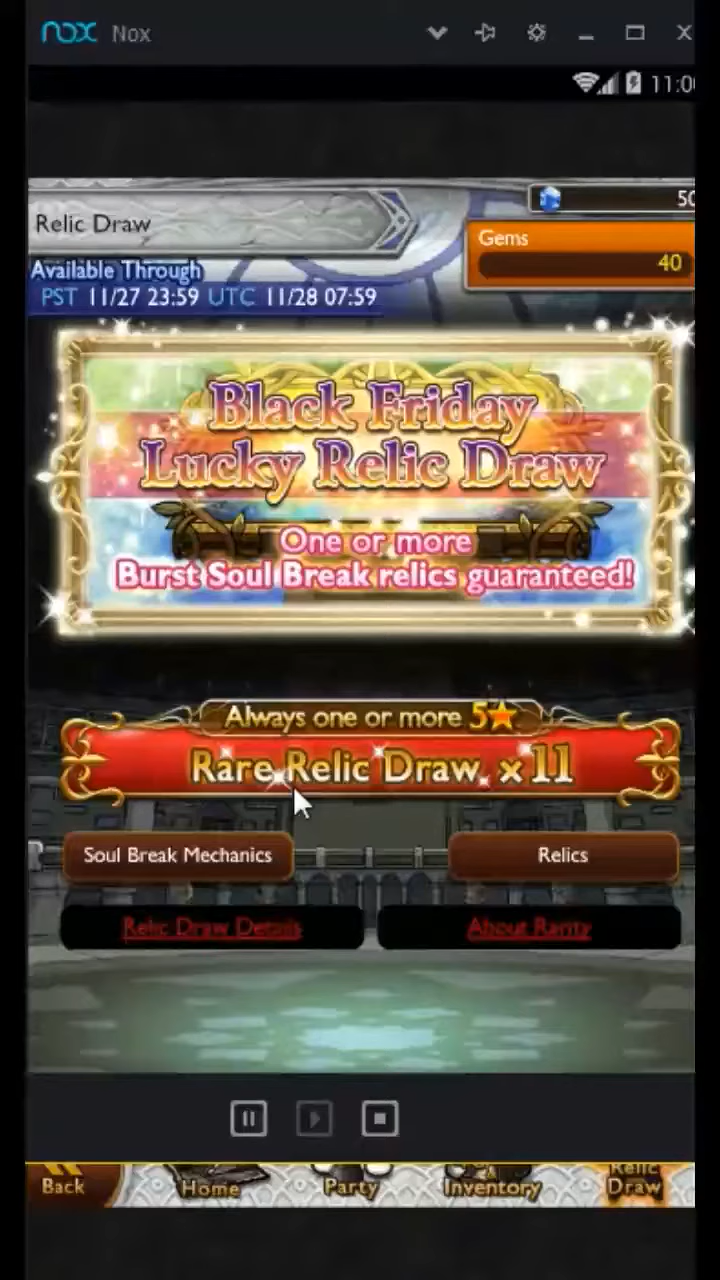 nox Nox
11:0
Relic Draw
50
Gems
40
Available Through
PST 11/27 23:59 UTC 11/28 07:59
Black Friday
Lucky Relic Draw
One or more
Burst Soul Break relics guaranteed!
Always one or more 5★
Rare Relic Draw x11
Soul Break Mechanics
Relics
Relic Draw Details
About Rarity
Back
Home
Party
Inventory
Relic
Draw